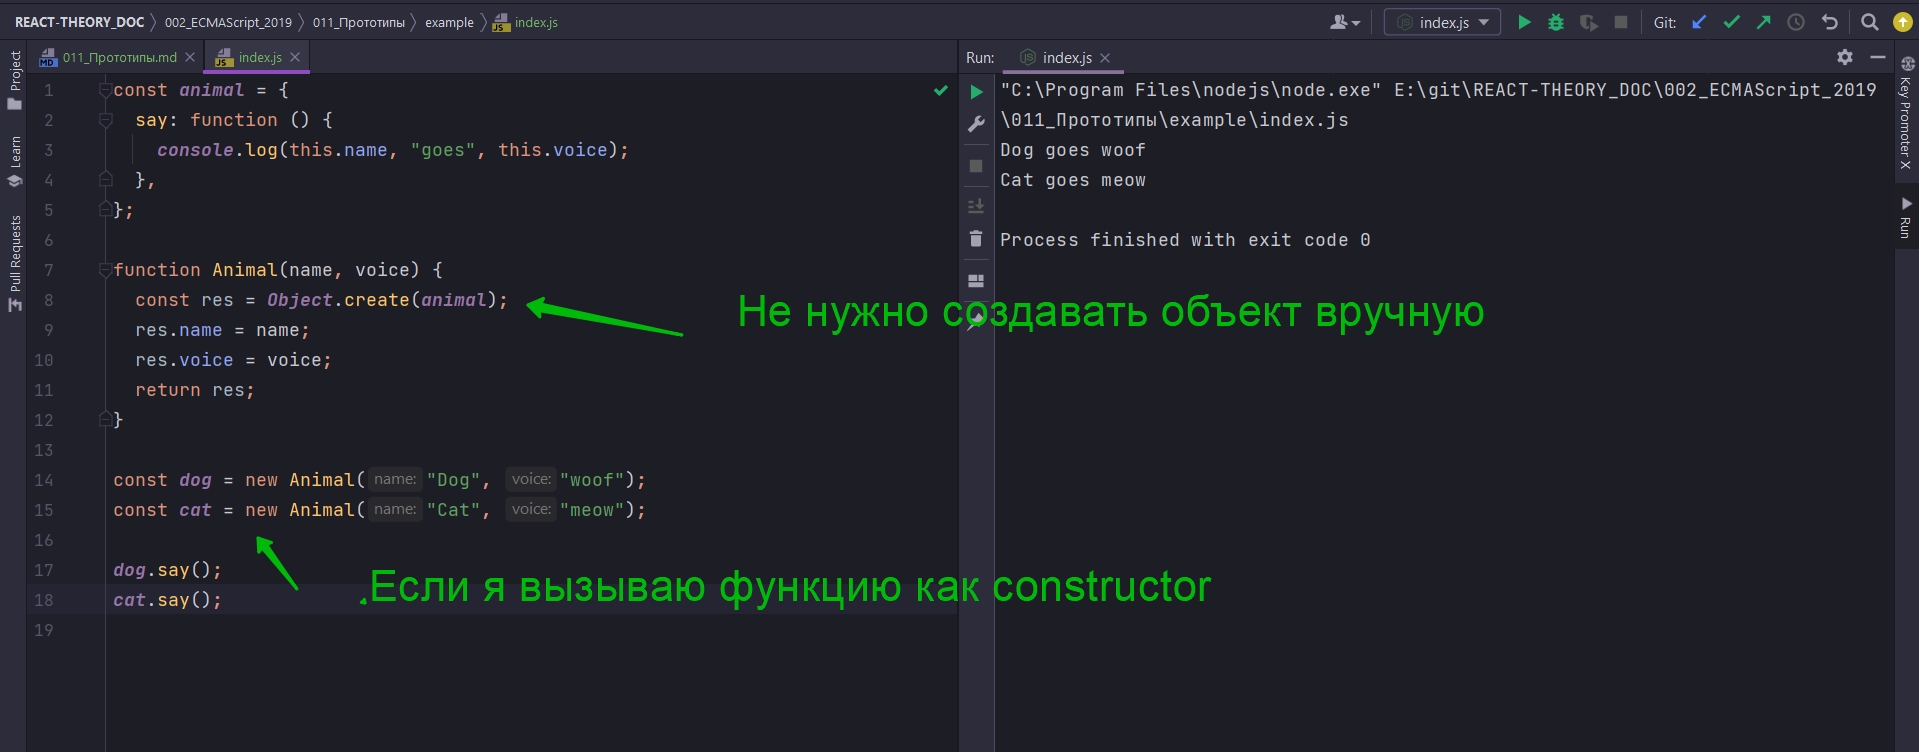 REACT-THEORY_DOC 002_ECMAScript_2019 011_Прототипы example index.js
index.js Git:
Project
Learn
Pull Requests
011_Прототипы.md index.js
1 const animal = {
2 say: function () {
3 console.log(this.name, "goes", this.voice);
4 },
5 };
6
7 function Animal(name, voice) {
8 const res = Object.create(animal);
9 res.name = name;
10 res.voice = voice;
11 return res;
12 }
13
14 const dog = new Animal( name: "Dog", voice: "woof");
15 const cat = new Animal( name: "Cat", voice: "meow");
16
17 dog.say();
18 cat.say();
19
Не нужно создавать объект вручную
Если я вызываю функцию как constructor
Run: index.js
"C:\Program Files\nodejs\node.exe" E:\git\REACT-THEORY_DOC\002_ECMAScript_2019
\011_Прототипы\example\index.js
Dog goes woof
Cat goes meow
Process finished with exit code 0
Key Promoter X
Run